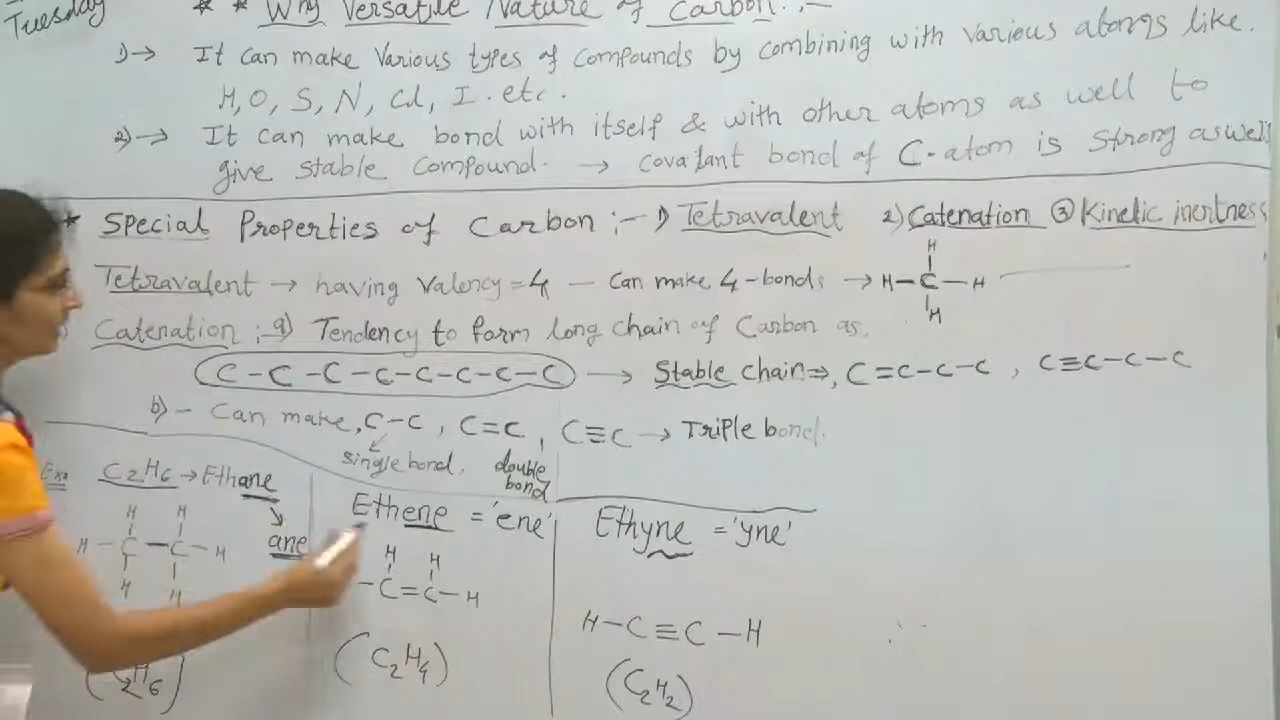 Tuesday
* * Why Versatile Nature of Carbon :-
1) → It can make Various types of compounds by combining with various atoms like.
H, O, S, N, Cl, I. etc.
2) → It can make bond with itself & with other atoms as well to
give stable compound. → covalant bond of C-atom is strong aswell
* Special Properties of Carbon :- 1) Tetravalent 2) Catenation ③ Kinetic inertness
Tetravalent → having valency = 4 — Can make 4-bonds →
H
H-C-H
H
Catenation :- a) Tendency to form long chain of Carbon as.
C-C-C-C-C-C-C-C → Stable chain ⇒, C=C-C-C, C≡C-C-C
b) - Can make, C-C, C=C, C≡C → Triple bond.
single bond, double
bond
Exo C2H6 → Ethane
ane
H H
H-C-C-H
H H
C2H6
Ethene = 'ene'
H H
-C=C-H
(C2H4)
Ethyne = 'yne'
H-C≡C-H
(C2H2)